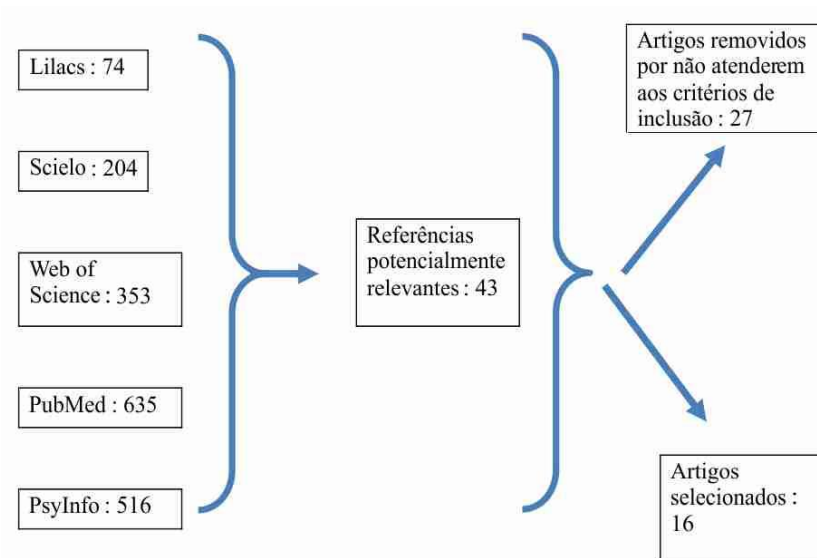 Lilacs : 74
Scielo : 204
Web of
Science : 353
PubMed : 635
PsyInfo : 516
Referências
potencialmente
relevantes : 43
Artigos removidos
por não atenderem
aos critérios de
inclusão : 27
Artigos
selecionados :
16